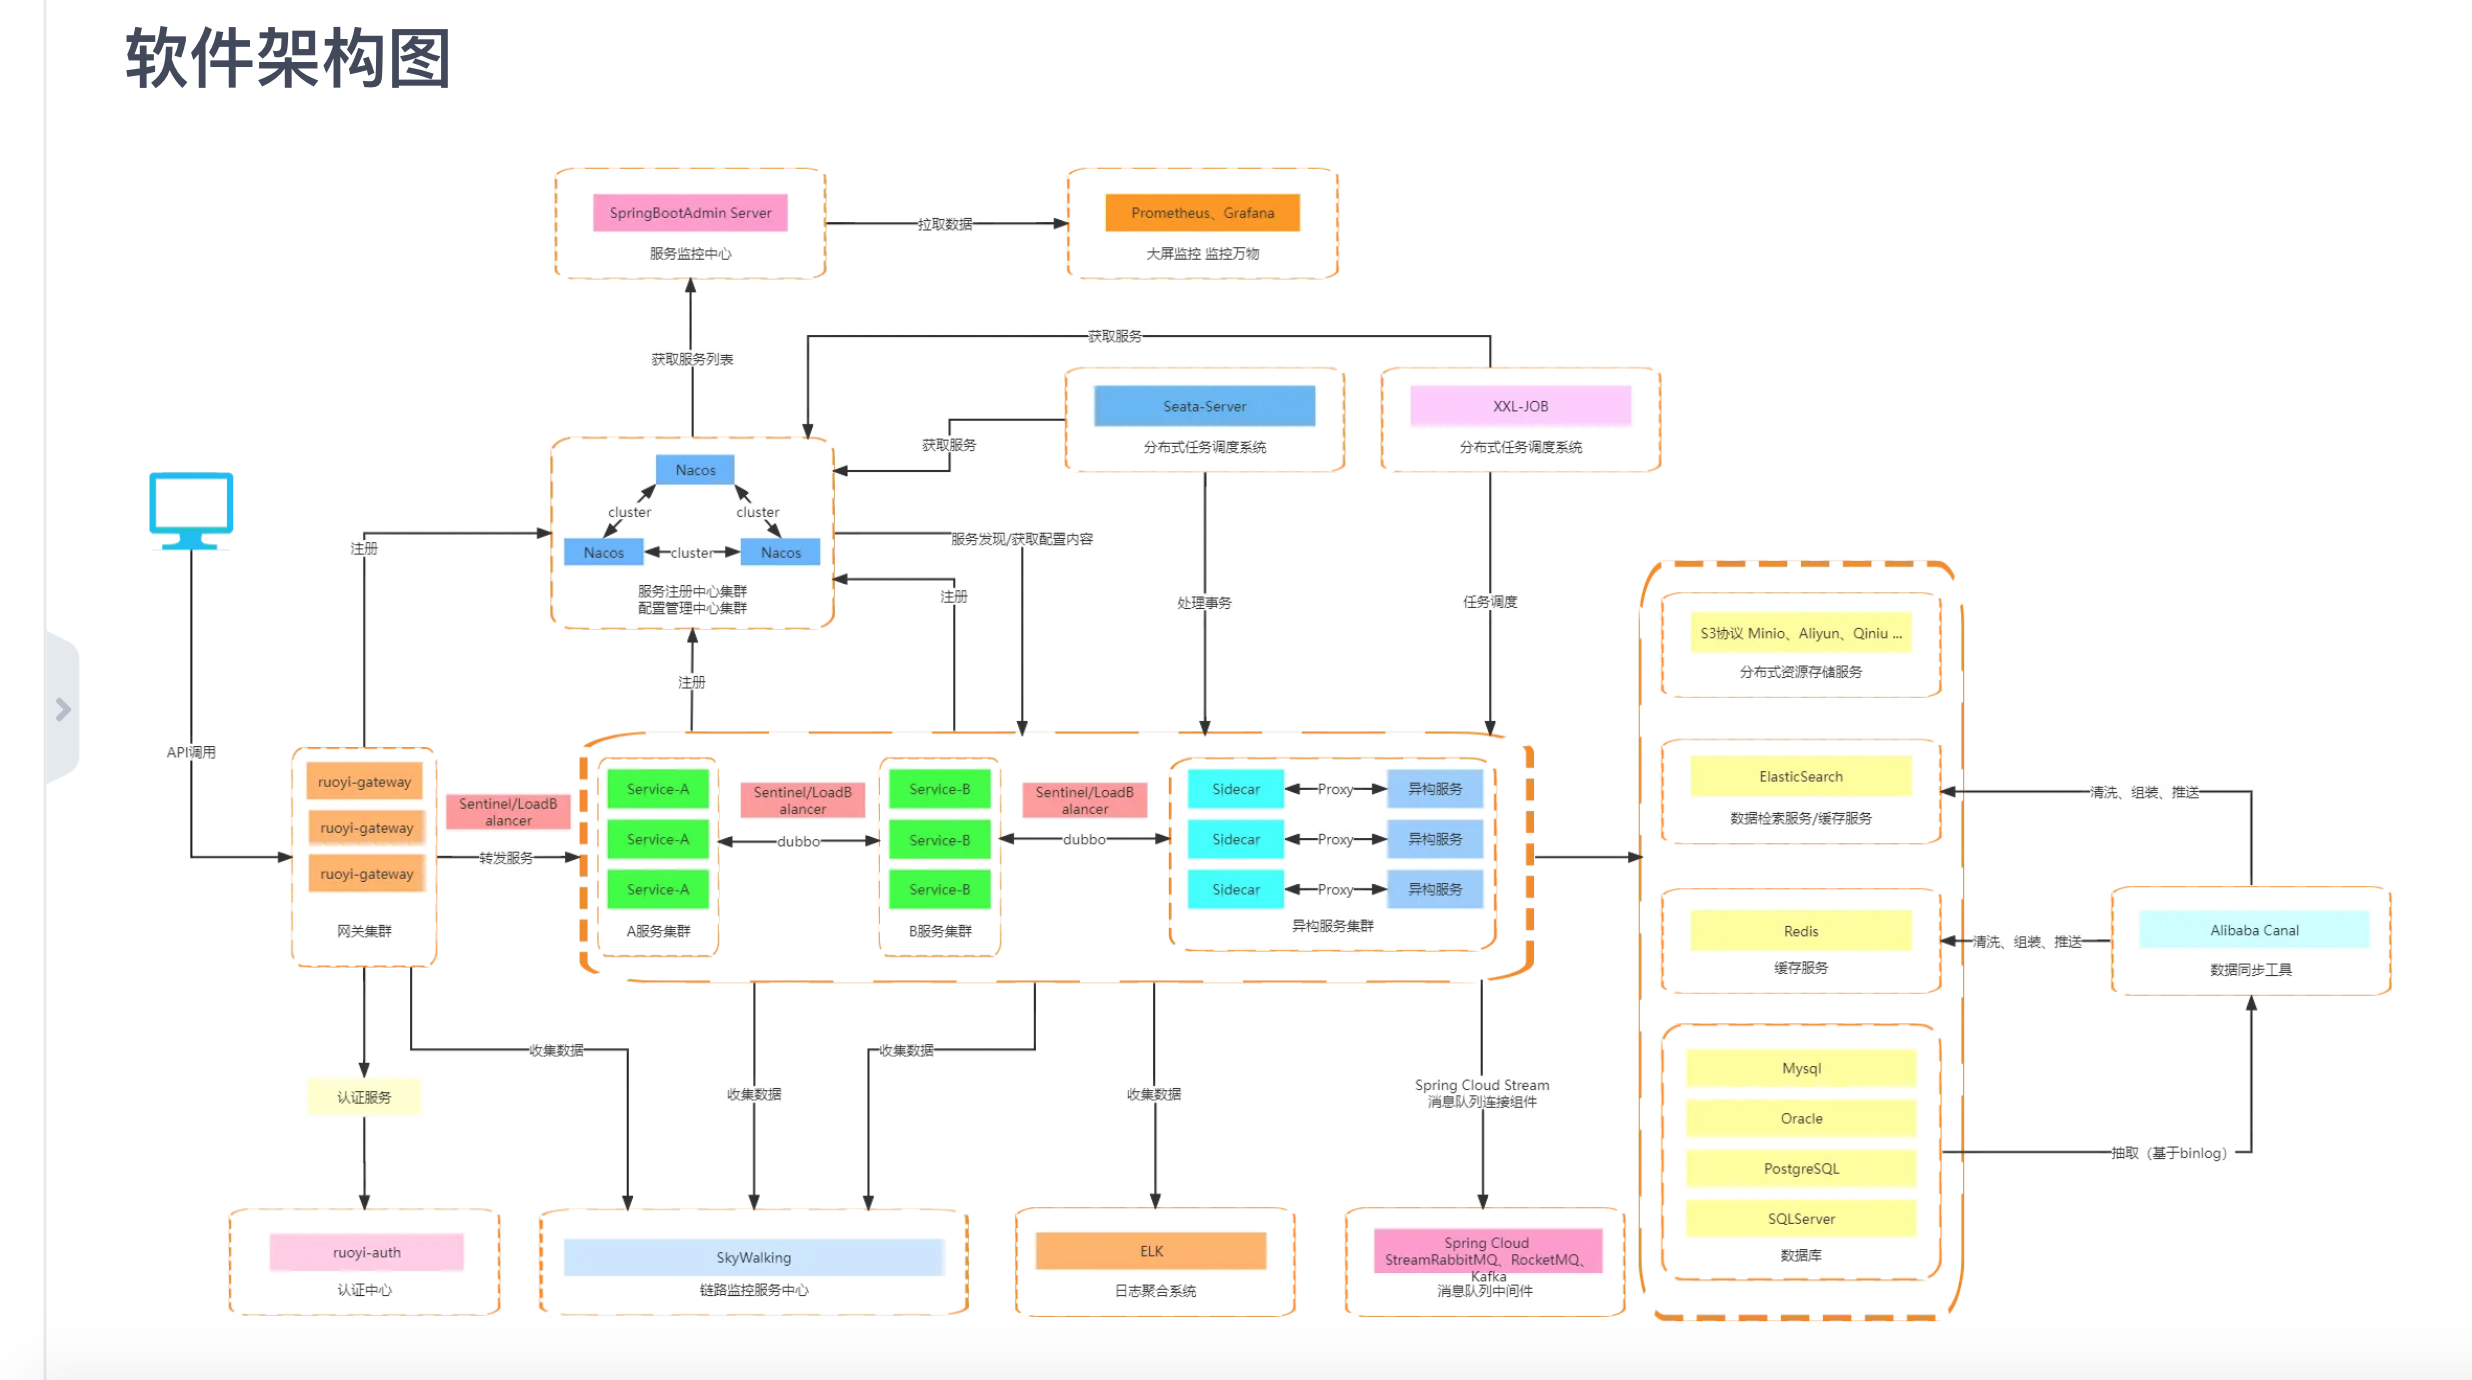 软件架构图
SpringBootAdmin Server
服务监控中心
拉取数据
Prometheus、Grafana
大屏监控 监控万物
获取服务列表
获取服务
Seata-Server
分布式任务调度系统
XXL-JOB
分布式任务调度系统
获取服务
Nacos
cluster
cluster
Nacos
cluster
Nacos
服务注册中心集群
配置管理中心集群
注册
服务发现/获取配置内容
注册
注册
处理事务
任务调度
API调用
ruoyi-gateway
ruoyi-gateway
ruoyi-gateway
网关集群
Sentinel/LoadB
alancer
转发服务
Service-A
Service-A
Service-A
A服务集群
Sentinel/LoadB
alancer
dubbo
Service-B
Service-B
Service-B
B服务集群
Sentinel/LoadB
alancer
dubbo
Sidecar
Proxy
异构服务
Sidecar
Proxy
异构服务
Sidecar
Proxy
异构服务
异构服务集群
S3协议 Minio、Aliyun、Qiniu ...
分布式资源存储服务
ElasticSearch
数据检索服务/缓存服务
清洗、组装、推送
Redis
缓存服务
清洗、组装、推送
Alibaba Canal
数据同步工具
Mysql
Oracle
PostgreSQL
SQLServer
数据库
抽取（基于binlog）
收集数据
收集数据
收集数据
收集数据
Spring Cloud Stream
消息队列连接组件
认证服务
ruoyi-auth
认证中心
SkyWalking
链路监控服务中心
ELK
日志聚合系统
Spring Cloud
StreamRabbitMQ、RocketMQ、
Kafka
消息队列中间件